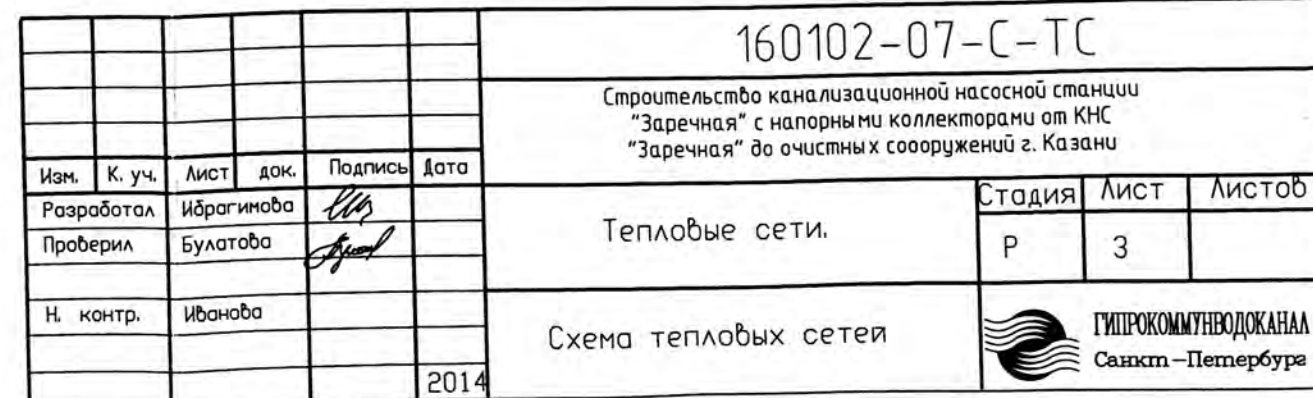 160102-07-С-ТС
Строительство канализационной насосной станции
"Заречная" с напорными коллекторами от КНС
"Заречная" до очистных соооружений г. Казани
Изм. К. уч. Лист док. Подпись Дата
Разработал Ибрагимова
Проверил Булатова
Н. контр. Иванова
2014
Тепловые сети.
Схема тепловых сетей
Стадия Лист Листов
Р 3
ГИПРОКОММУНВОДОКАНАЛ
Санкт-Петербург